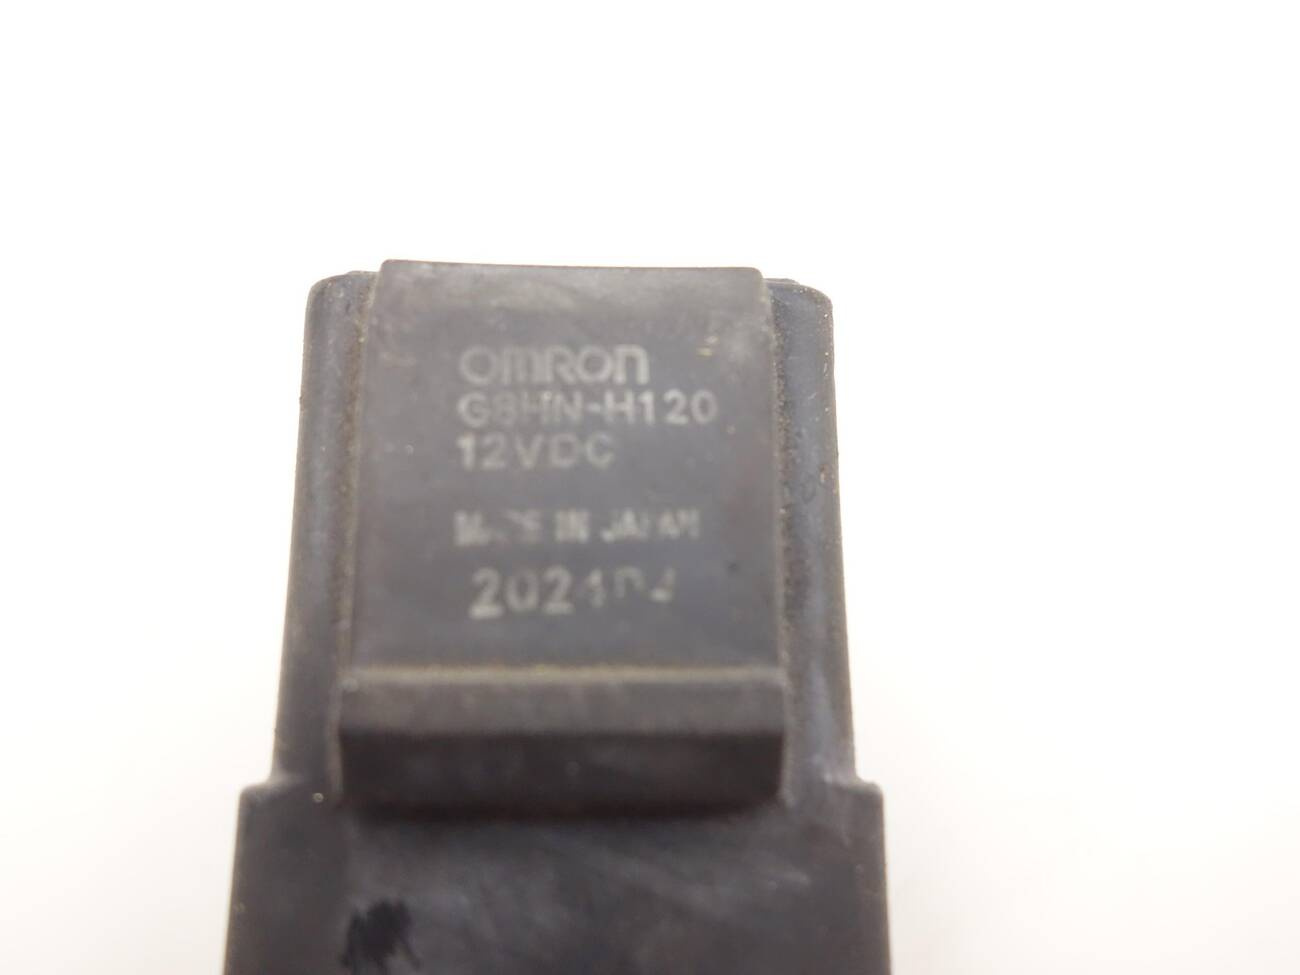 omron
G8HN-H120
12VDC
MADE IN JAPAN